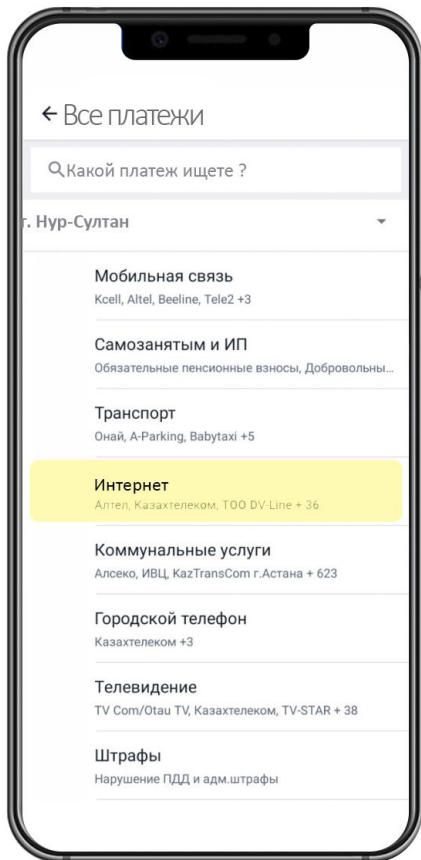 ← Все платежи
Какой платеж ищете ?
г. Нур-Султан
Мобильная связь
Kcell, Altel, Beeline, Tele2 +3
Самозанятым и ИП
Обязательные пенсионные взносы, Добровольны...
Транспорт
Онай, A-Parking, Babytaxi +5
Интернет
Алтел, Казахтелеком, ТОО DV-Line + 36
Коммунальные услуги
Алсеко, ИВЦ, KazTransCom г.Астана + 623
Городской телефон
Казахтелеком +3
Телевидение
TV Com/Otau TV, Казахтелеком, TV-STAR + 38
Штрафы
Нарушение ПДД и адм.штрафы